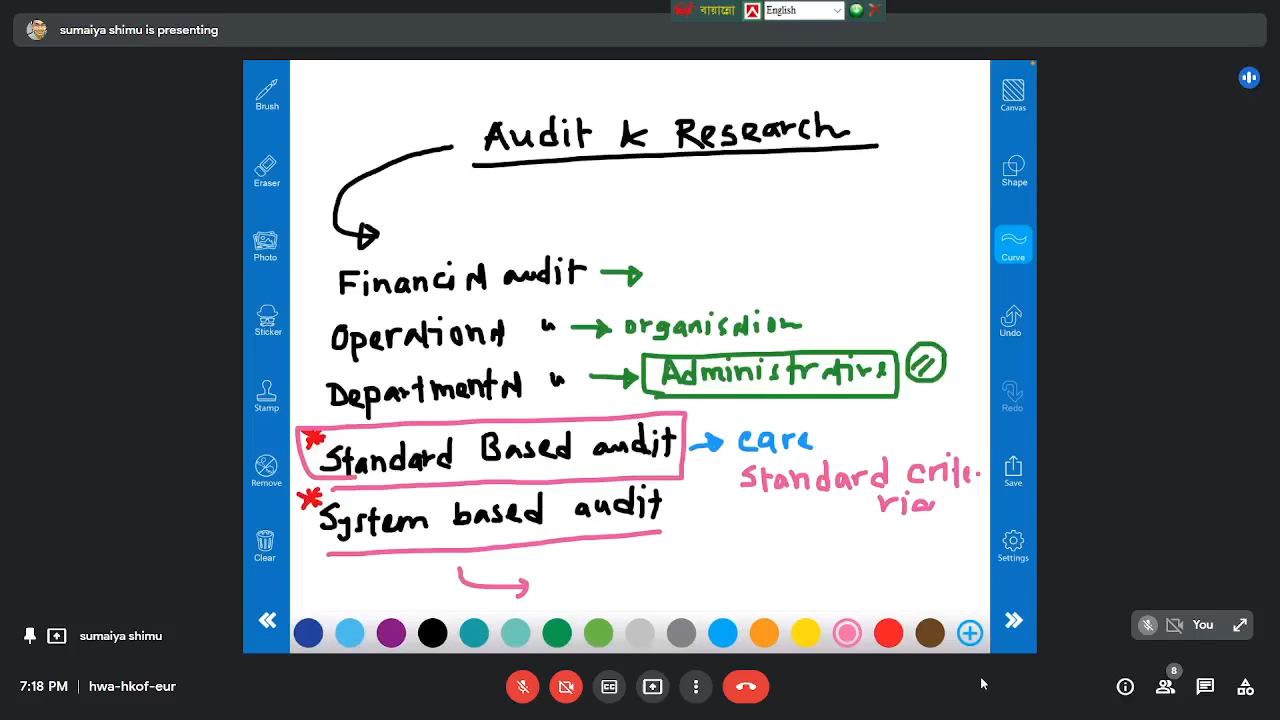 বায়ান্নো English
sumaiya shimu is presenting
Brush
Eraser
Photo
Sticker
Stamp
Remove
Clear
Audit & Research
Financial audit →
Operational " → organisation
Departmental " → Administrative
* Standard Based audit → care
Standard crite-
ria
* System based audit
Canvas
Shape
Curve
Undo
Redo
Save
Settings
sumaiya shimu
You
7:18 PM | hwa-hkof-eur
8